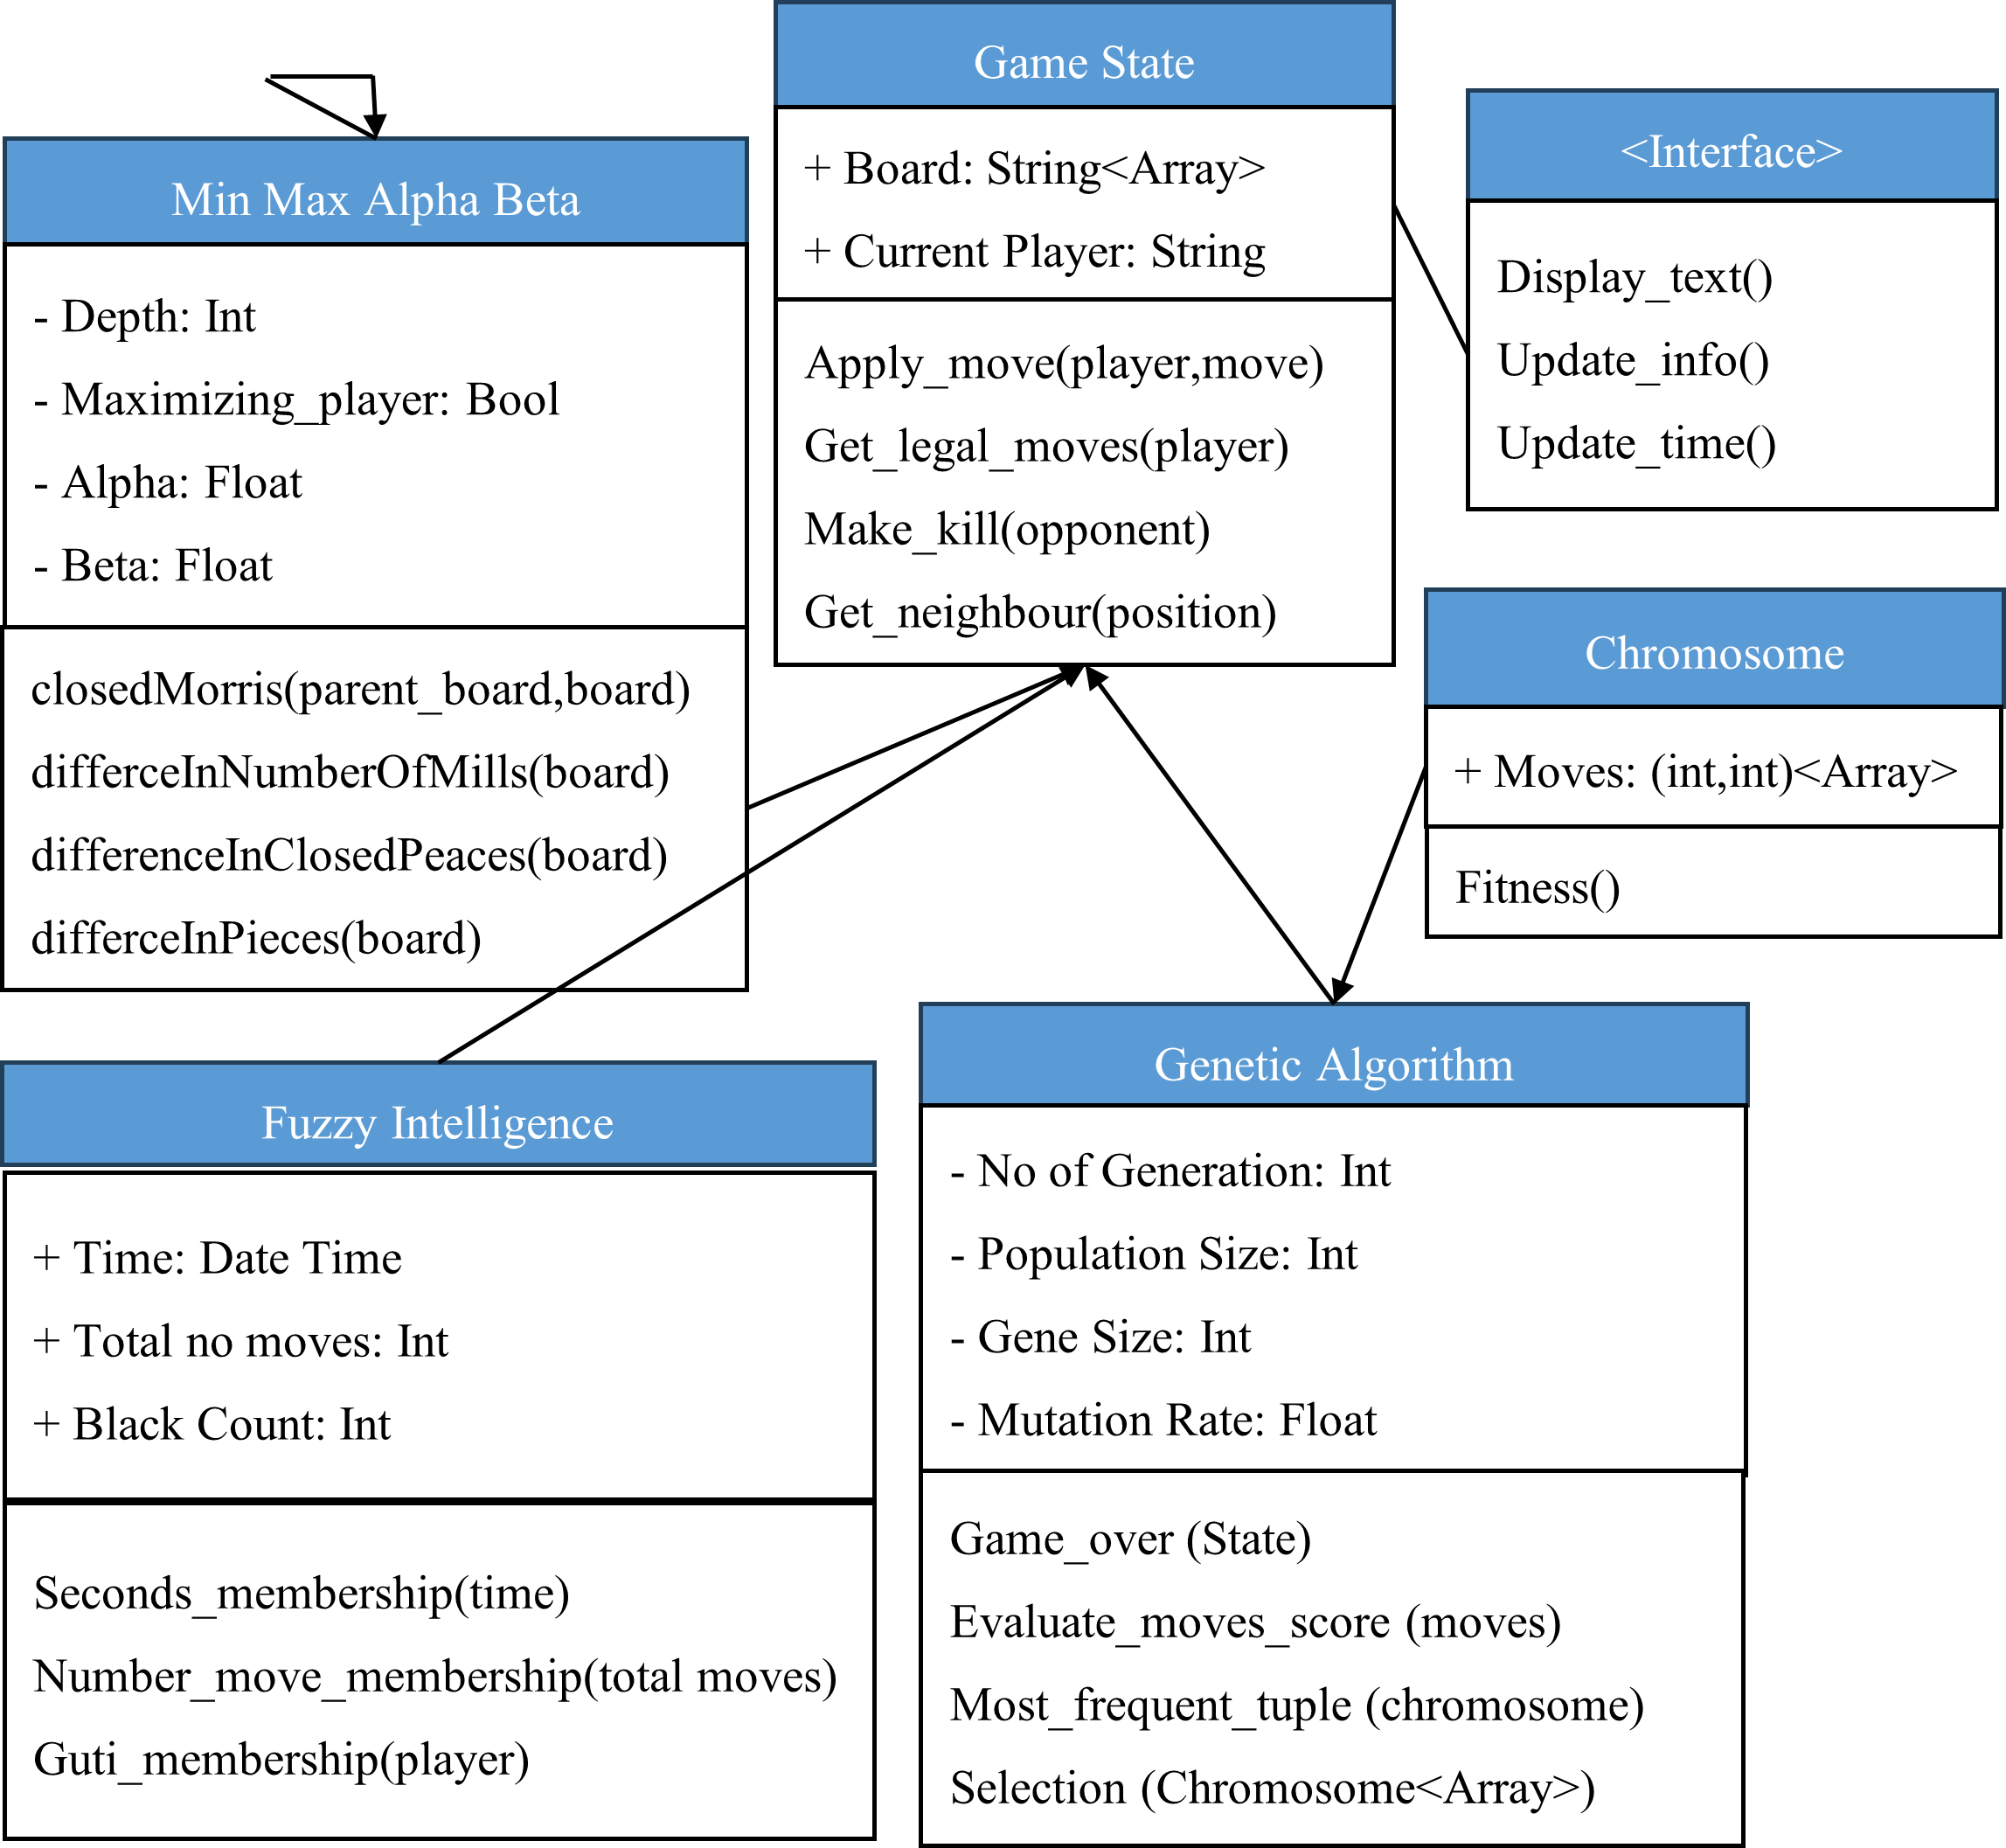 Game State
+ Board: String<Array>
+ Current Player: String
Apply_move(player,move)
Get_legal_moves(player)
Make_kill(opponent)
Get_neighbour(position)
<Interface>
Display_text()
Update_info()
Update_time()
Min Max Alpha Beta
- Depth: Int
- Maximizing_player: Bool
- Alpha: Float
- Beta: Float
closedMorris(parent_board,board)
differceInNumberOfMills(board)
differenceInClosedPeaces(board)
differceInPieces(board)
Chromosome
+ Moves: (int,int)<Array>
Fitness()
Fuzzy Intelligence
+ Time: Date Time
+ Total no moves: Int
+ Black Count: Int
Seconds_membership(time)
Number_move_membership(total moves)
Guti_membership(player)
Genetic Algorithm
- No of Generation: Int
- Population Size: Int
- Gene Size: Int
- Mutation Rate: Float
Game_over (State)
Evaluate_moves_score (moves)
Most_frequent_tuple (chromosome)
Selection (Chromosome<Array>)